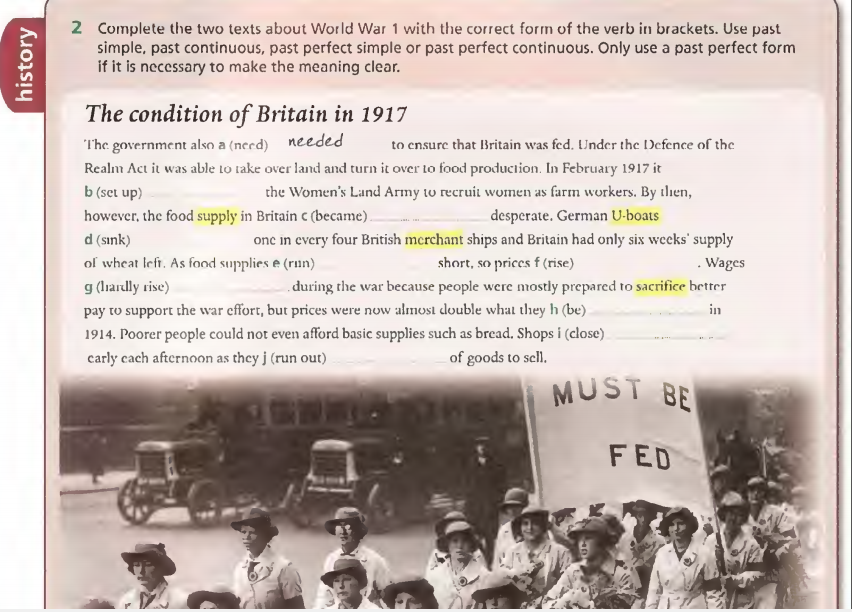 history
2 Complete the two texts about World War 1 with the correct form of the verb in brackets. Use past
simple, past continuous, past perfect simple or past perfect continuous. Only use a past perfect form
if it is necessary to make the meaning clear.
The condition of Britain in 1917
The government also a (need) needed to ensure that Britain was fed. Under the Defence of the
Realm Act it was able to take over land and turn it over to food production. In February 1917 it
b (set up) the Women's Land Army to recruit women as farm workers. By then,
however, the food supply in Britain c (became) desperate. German U-boats
d (sink) one in every four British merchant ships and Britain had only six weeks' supply
of wheat left. As food supplies e (run) short, so prices f (rise) . Wages
g (hardly rise) during the war because people were mostly prepared to sacrifice better
pay to support the war effort, but prices were now almost double what they h (be) in
1914. Poorer people could not even afford basic supplies such as bread. Shops i (close)
early each afternoon as they j (run out) of goods to sell.
MUST BE
FED